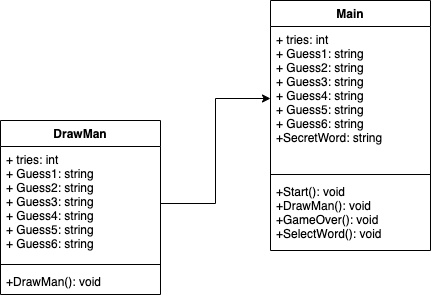 Main
+ tries: int
+ Guess1: string
+ Guess2: string
+ Guess3: string
+ Guess4: string
+ Guess5: string
+ Guess6: string
+SecretWord: string
+Start(): void
+DrawMan(): void
+GameOver(): void
+SelectWord(): void
DrawMan
+ tries: int
+ Guess1: string
+ Guess2: string
+ Guess3: string
+ Guess4: string
+ Guess5: string
+ Guess6: string
+DrawMan(): void